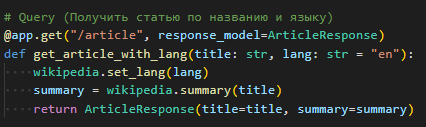 # Query (Получить статью по названию и языку)
@app.get("/article", response_model=ArticleResponse)
def get_article_with_lang(title: str, lang: str = "en"):
    wikipedia.set_lang(lang)
    summary = wikipedia.summary(title)
    return ArticleResponse(title=title, summary=summary)